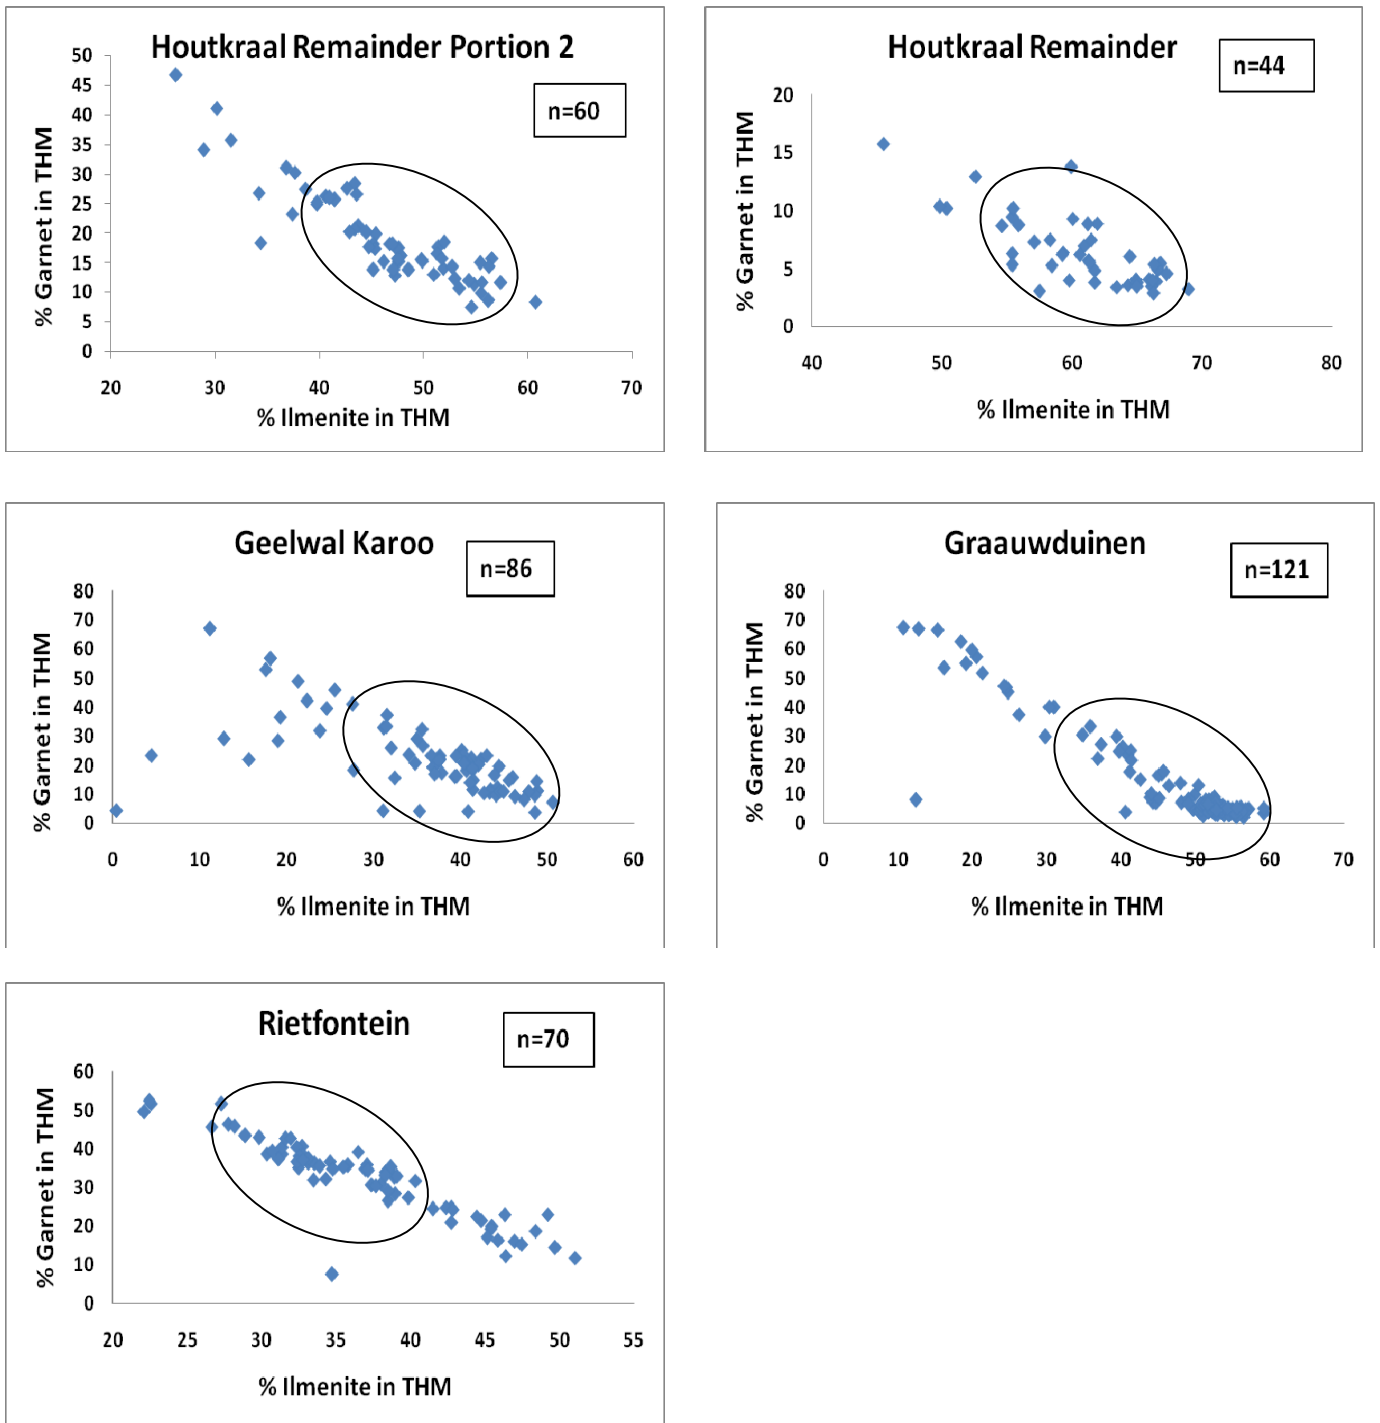 Houtkraal Remainder Portion 2
n=60
% Garnet in THM
50
45
40
35
30
25
20
15
10
5
0
20 30 40 50 60 70
% Ilmenite in THM
Houtkraal Remainder
n=44
% Garnet in THM
20
15
10
5
0
40 50 60 70 80
% Ilmenite in THM
Geelwal Karoo
n=86
% Garnet in THM
80
70
60
50
40
30
20
10
0
0 10 20 30 40 50 60
% Ilmenite in THM
Graauwduinen
n=121
% Garnet in THM
80
70
60
50
40
30
20
10
0
0 10 20 30 40 50 60 70
% Ilmenite in THM
Rietfontein
n=70
% Garnet in THM
60
50
40
30
20
10
0
20 25 30 35 40 45 50 55
% Ilmenite in THM